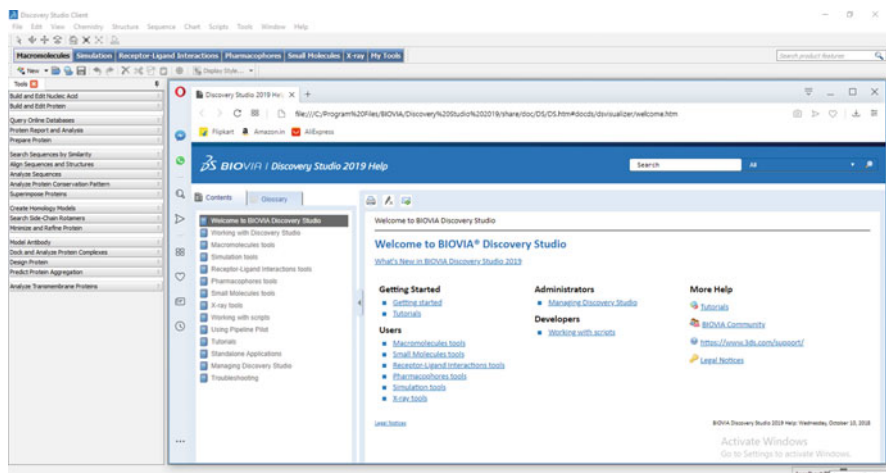 Discovery Studio Client
File Edit View Chemistry Structure Sequence Chart Scripts Tools Window Help
Macromolecules Simulation Receptor-Ligand Interactions Pharmacophores Small Molecules X-ray My Tools
Search product features
New
Display Style...
Tools
Build and Edit Nucleic Acid
Build and Edit Protein
Query Online Databases
Protein Report and Analysis
Prepare Protein
Search Sequences by Similarity
Align Sequences and Structures
Analyze Sequences
Analyze Protein Conservation Pattern
Superimpose Proteins
Create Homology Models
Search Side-Chain Rotamers
Minimize and Refine Protein
Model Antibody
Dock and Analyze Protein Complexes
Design Protein
Predict Protein Aggregation
Analyze Transmembrane Proteins
Discovery Studio 2019 Help
file:///C:/Program%20Files/BIOVIA/Discovery%20Studio%202019/share/doc/DS/DS.htm#docds/dsvisualizer/welcome.htm
Flipkart Amazon.in AliExpress
BIOVIA | Discovery Studio 2019 Help
Search
All
Contents Glossary
Welcome to BIOVIA Discovery Studio
Working with Discovery Studio
Macromolecules tools
Simulation tools
Receptor-Ligand Interactions tools
Pharmacophores tools
Small Molecules tools
X-ray tools
Working with scripts
Using Pipeline Pilot
Tutorials
Standalone Applications
Managing Discovery Studio
Troubleshooting
Welcome to BIOVIA Discovery Studio
Welcome to BIOVIA® Discovery Studio
What's New in BIOVIA Discovery Studio 2019
Getting Started
Getting started
Tutorials
Users
Macromolecules tools
Small Molecules tools
Receptor-Ligand Interactions tools
Pharmacophores tools
Simulation tools
X-ray tools
Administrators
Managing Discovery Studio
Developers
Working with scripts
More Help
Tutorials
BIOVIA Community
https://www.3ds.com/support/
Legal Notices
Legal Notices
BIOVIA Discovery Studio 2019 Help: Wednesday, October 10, 2018
Activate Windows
Go to Settings to activate Windows.